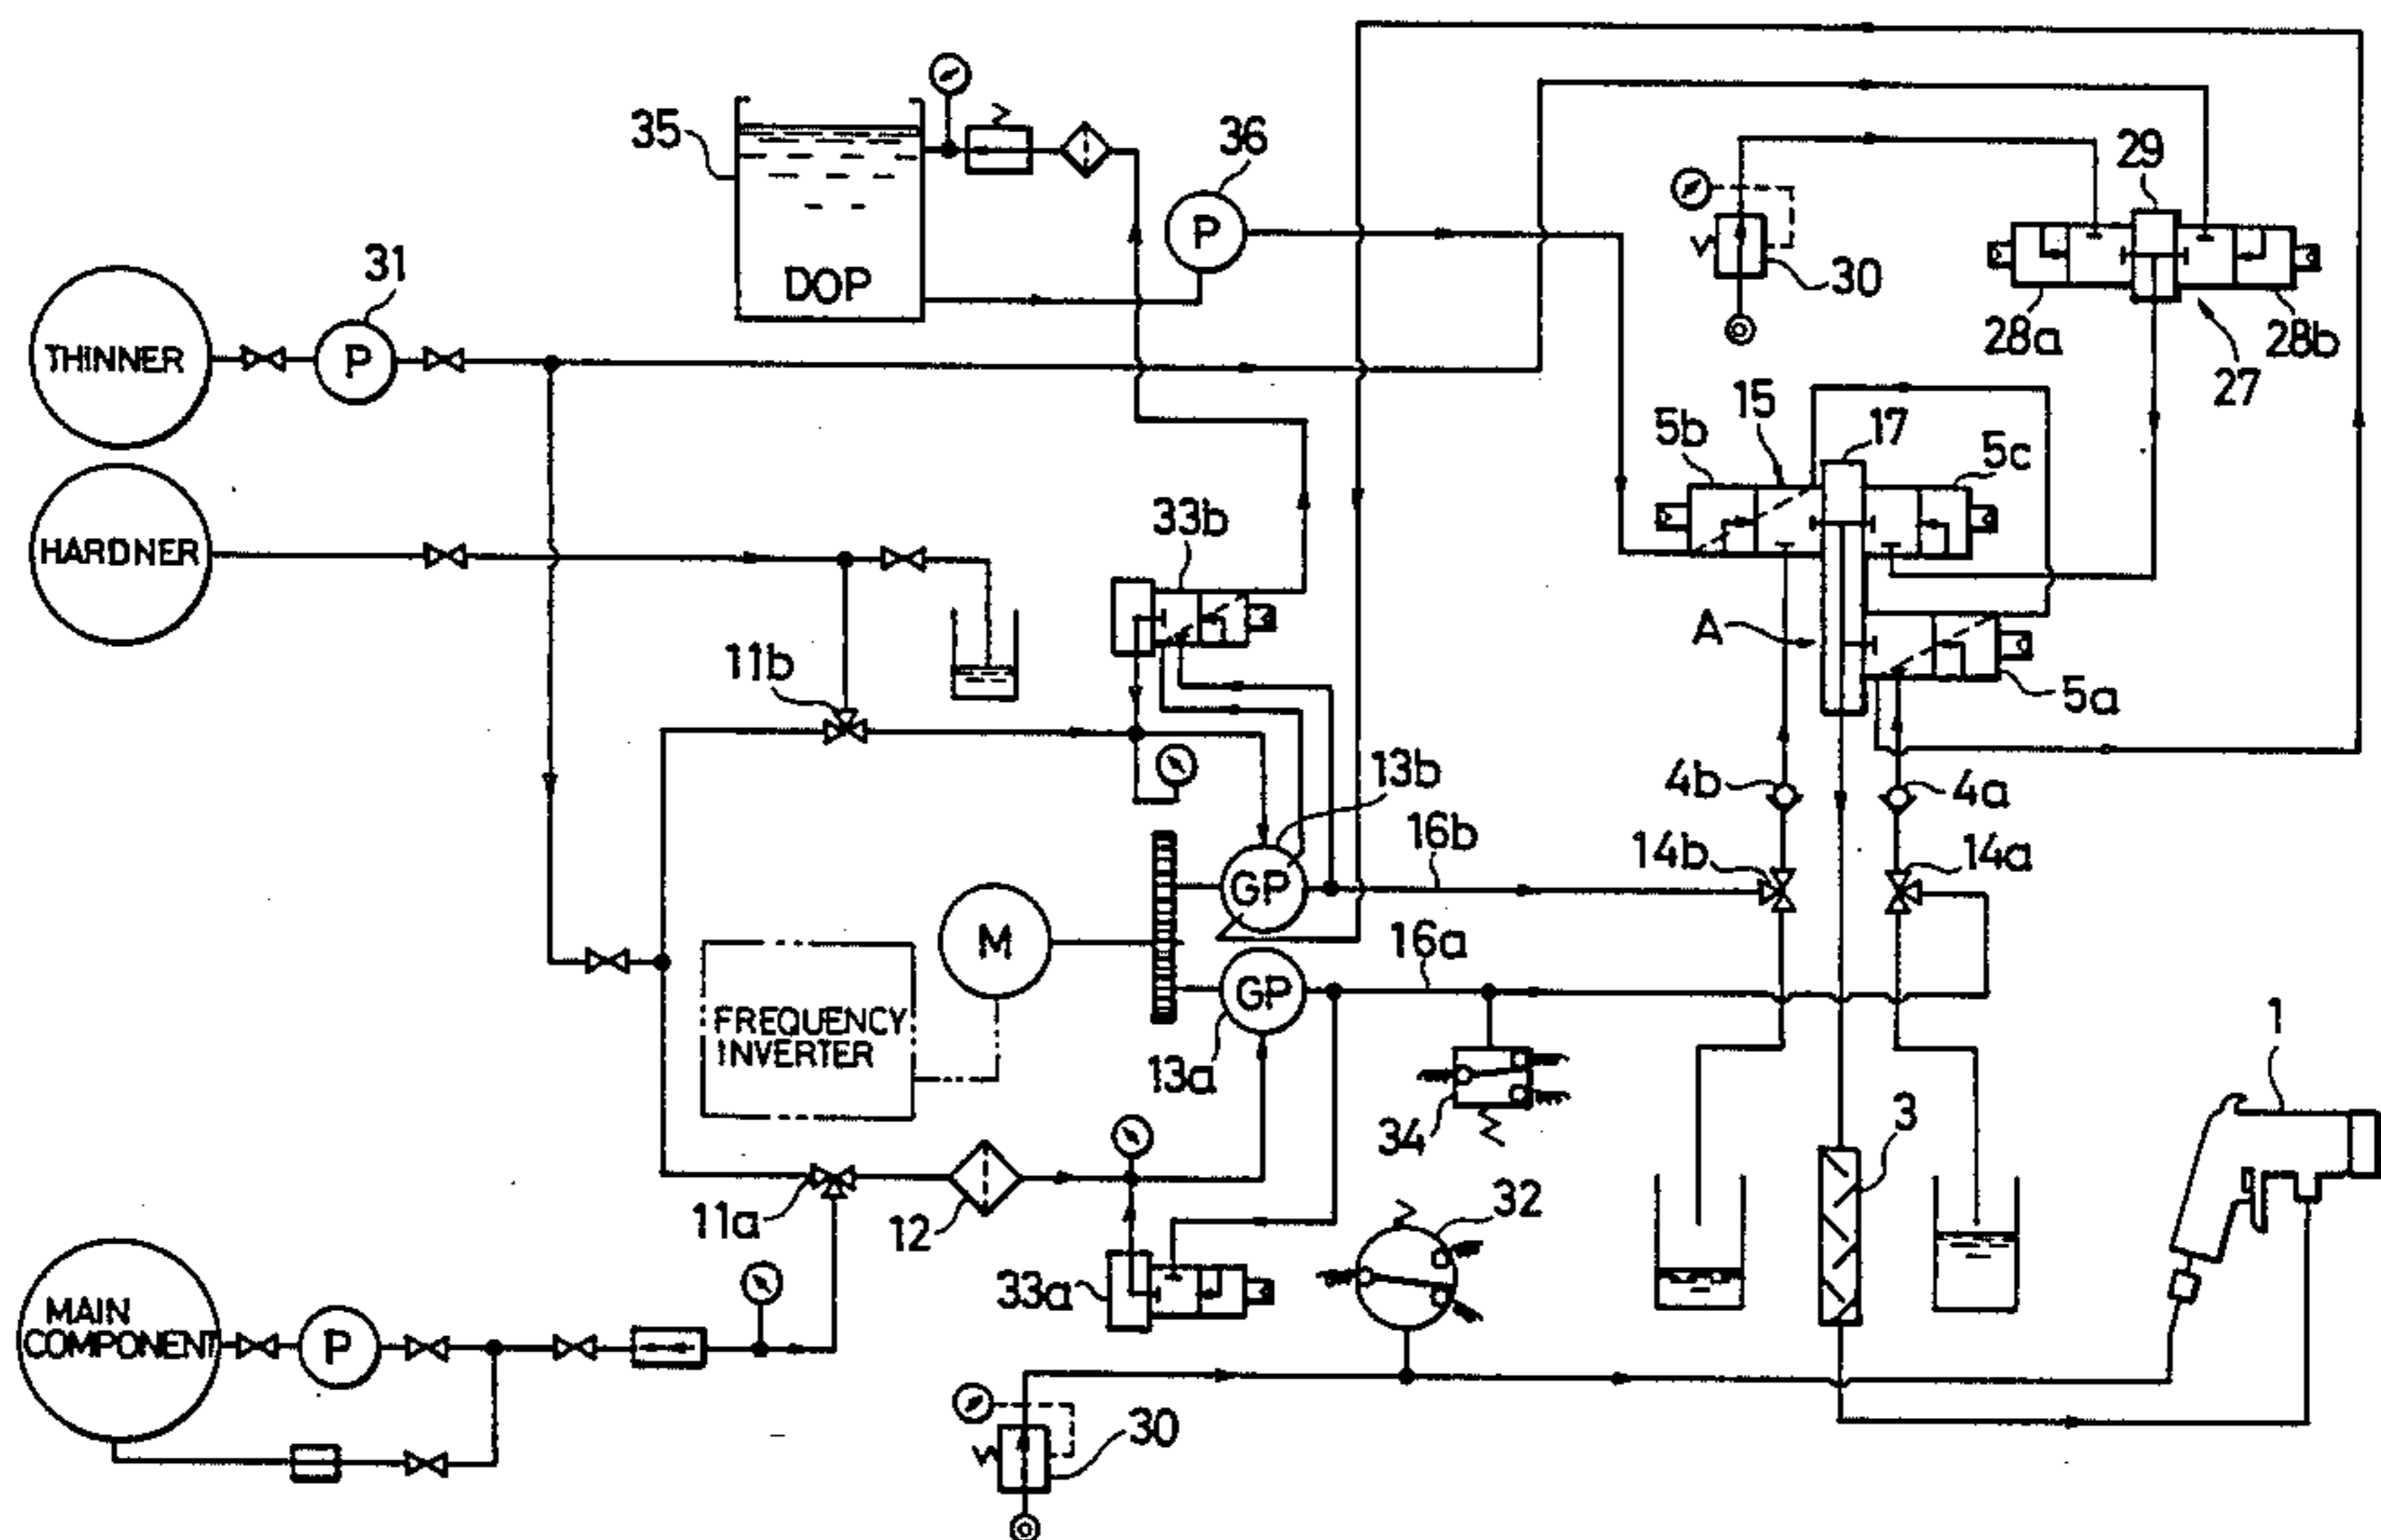 35
DOP
36
P
29
30
28a
28b
27
THINNER
31
P
HARDNER
15
17
5b
5c
33b
A
5a
11b
13b
4b
4a
16b
14b
14a
GP
M
16a
GP
FREQUENCY
INVERTER
13a
1
34
3
11a
12
32
33a
MAIN
COMPONENT
P
30